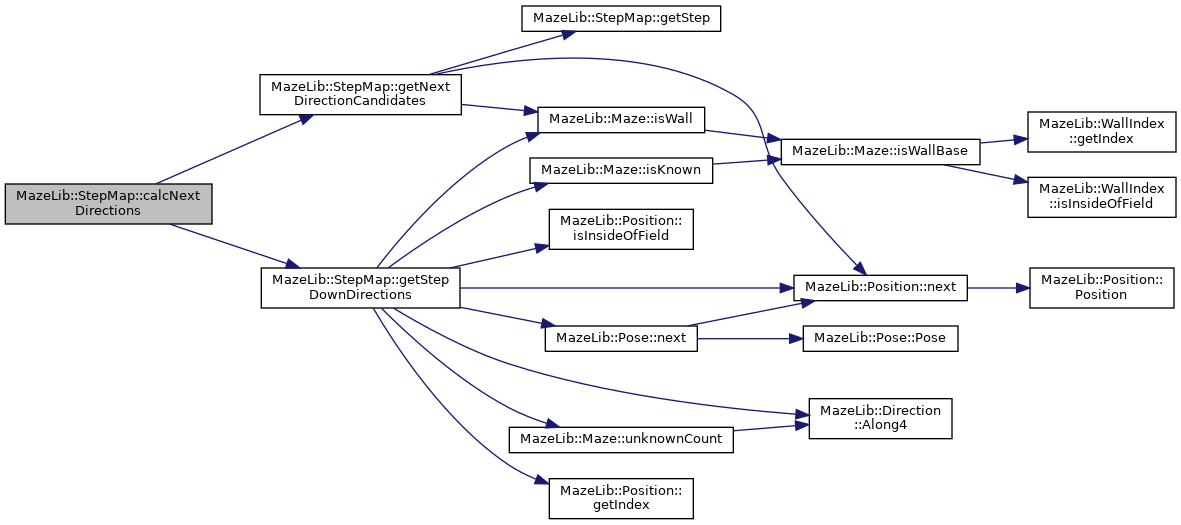 MazeLib::StepMap::calcNext
Directions
MazeLib::StepMap::getNext
DirectionCandidates
MazeLib::StepMap::getStep
DownDirections
MazeLib::StepMap::getStep
MazeLib::Maze::isWall
MazeLib::Maze::isKnown
MazeLib::Position::
isInsideOfField
MazeLib::Pose::next
MazeLib::Maze::unknownCount
MazeLib::Position::
getIndex
MazeLib::Maze::isWallBase
MazeLib::Position::next
MazeLib::Pose::Pose
MazeLib::Direction
::Along4
MazeLib::WallIndex
::getIndex
MazeLib::WallIndex
::isInsideOfField
MazeLib::Position::
Position